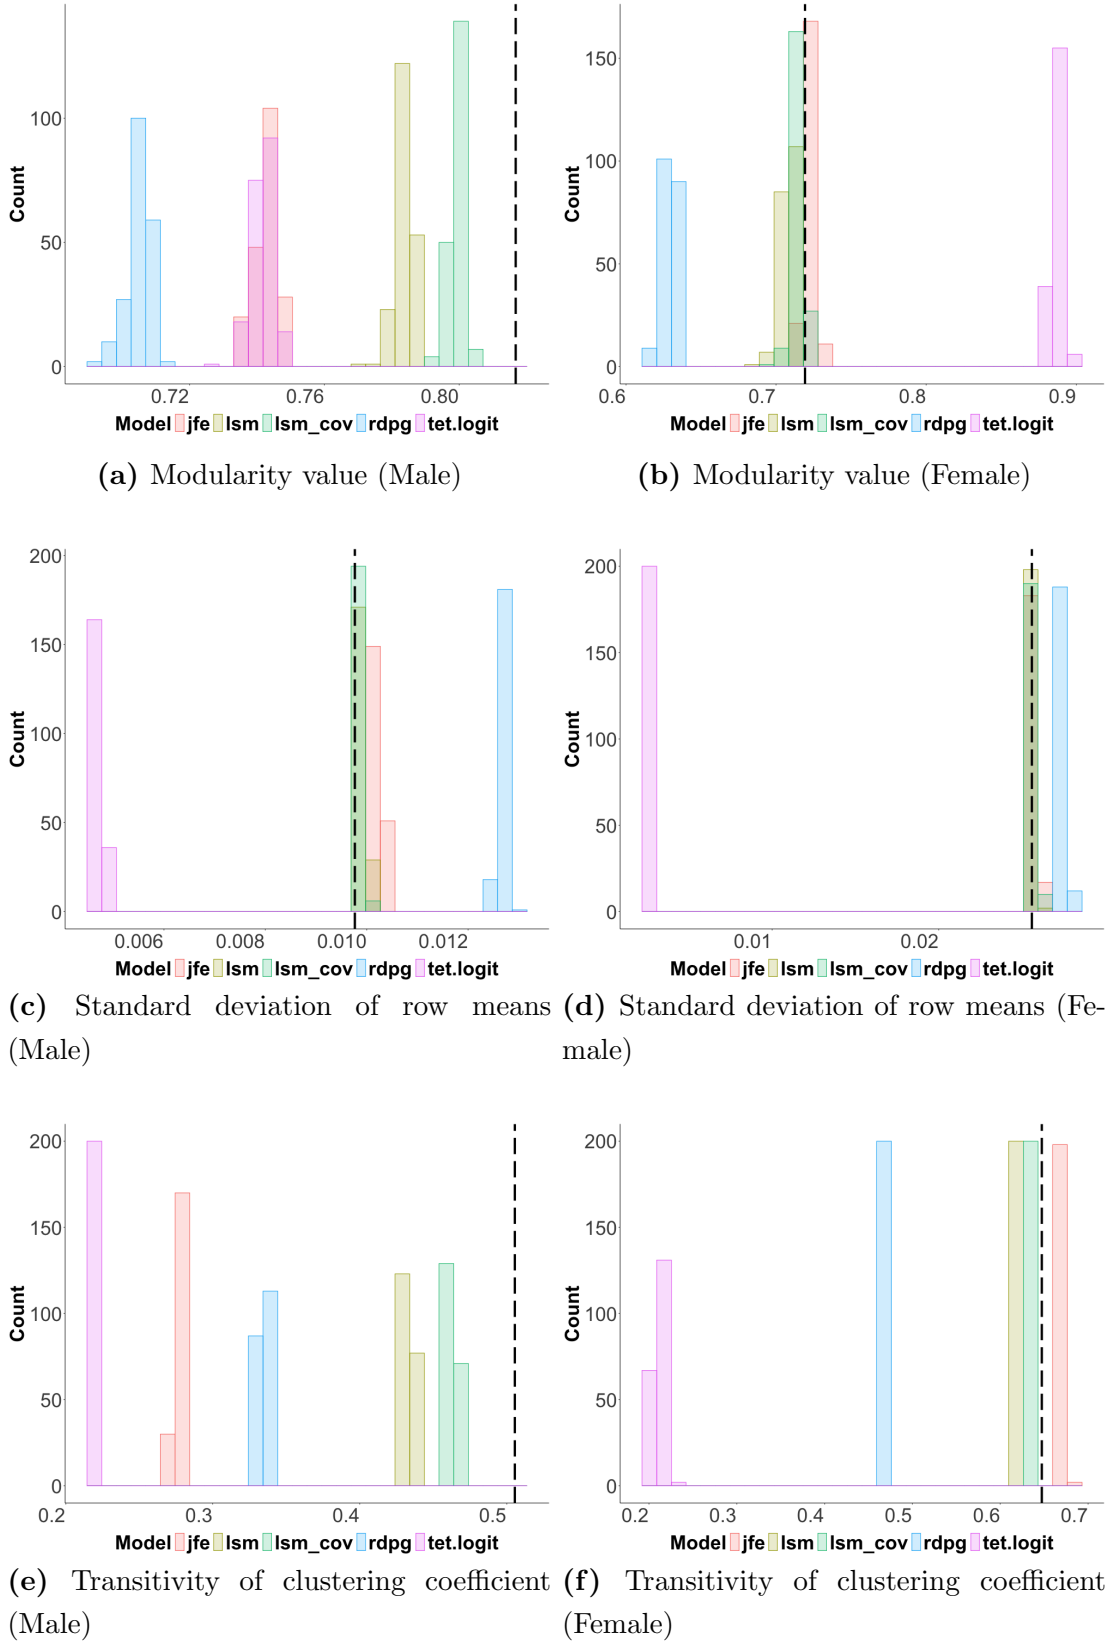 100
50
0
Count
0.72 0.76 0.80
Model jfe lsm lsm_cov rdpg tet.logit
(a) Modularity value (Male)
150
100
50
0
Count
0.6 0.7 0.8 0.9
Model jfe lsm lsm_cov rdpg tet.logit
(b) Modularity value (Female)
200
150
100
50
0
Count
0.006 0.008 0.010 0.012
Model jfe lsm lsm_cov rdpg tet.logit
(c) Standard deviation of row means
(Male)
200
150
100
50
0
Count
0.01 0.02
Model jfe lsm lsm_cov rdpg tet.logit
(d) Standard deviation of row means (Fe-
male)
200
150
100
50
0
Count
0.2 0.3 0.4 0.5
Model jfe lsm lsm_cov rdpg tet.logit
(e) Transitivity of clustering coefficient
(Male)
200
150
100
50
0
Count
0.2 0.3 0.4 0.5 0.6 0.7
Model jfe lsm lsm_cov rdpg tet.logit
(f) Transitivity of clustering coefficient
(Female)